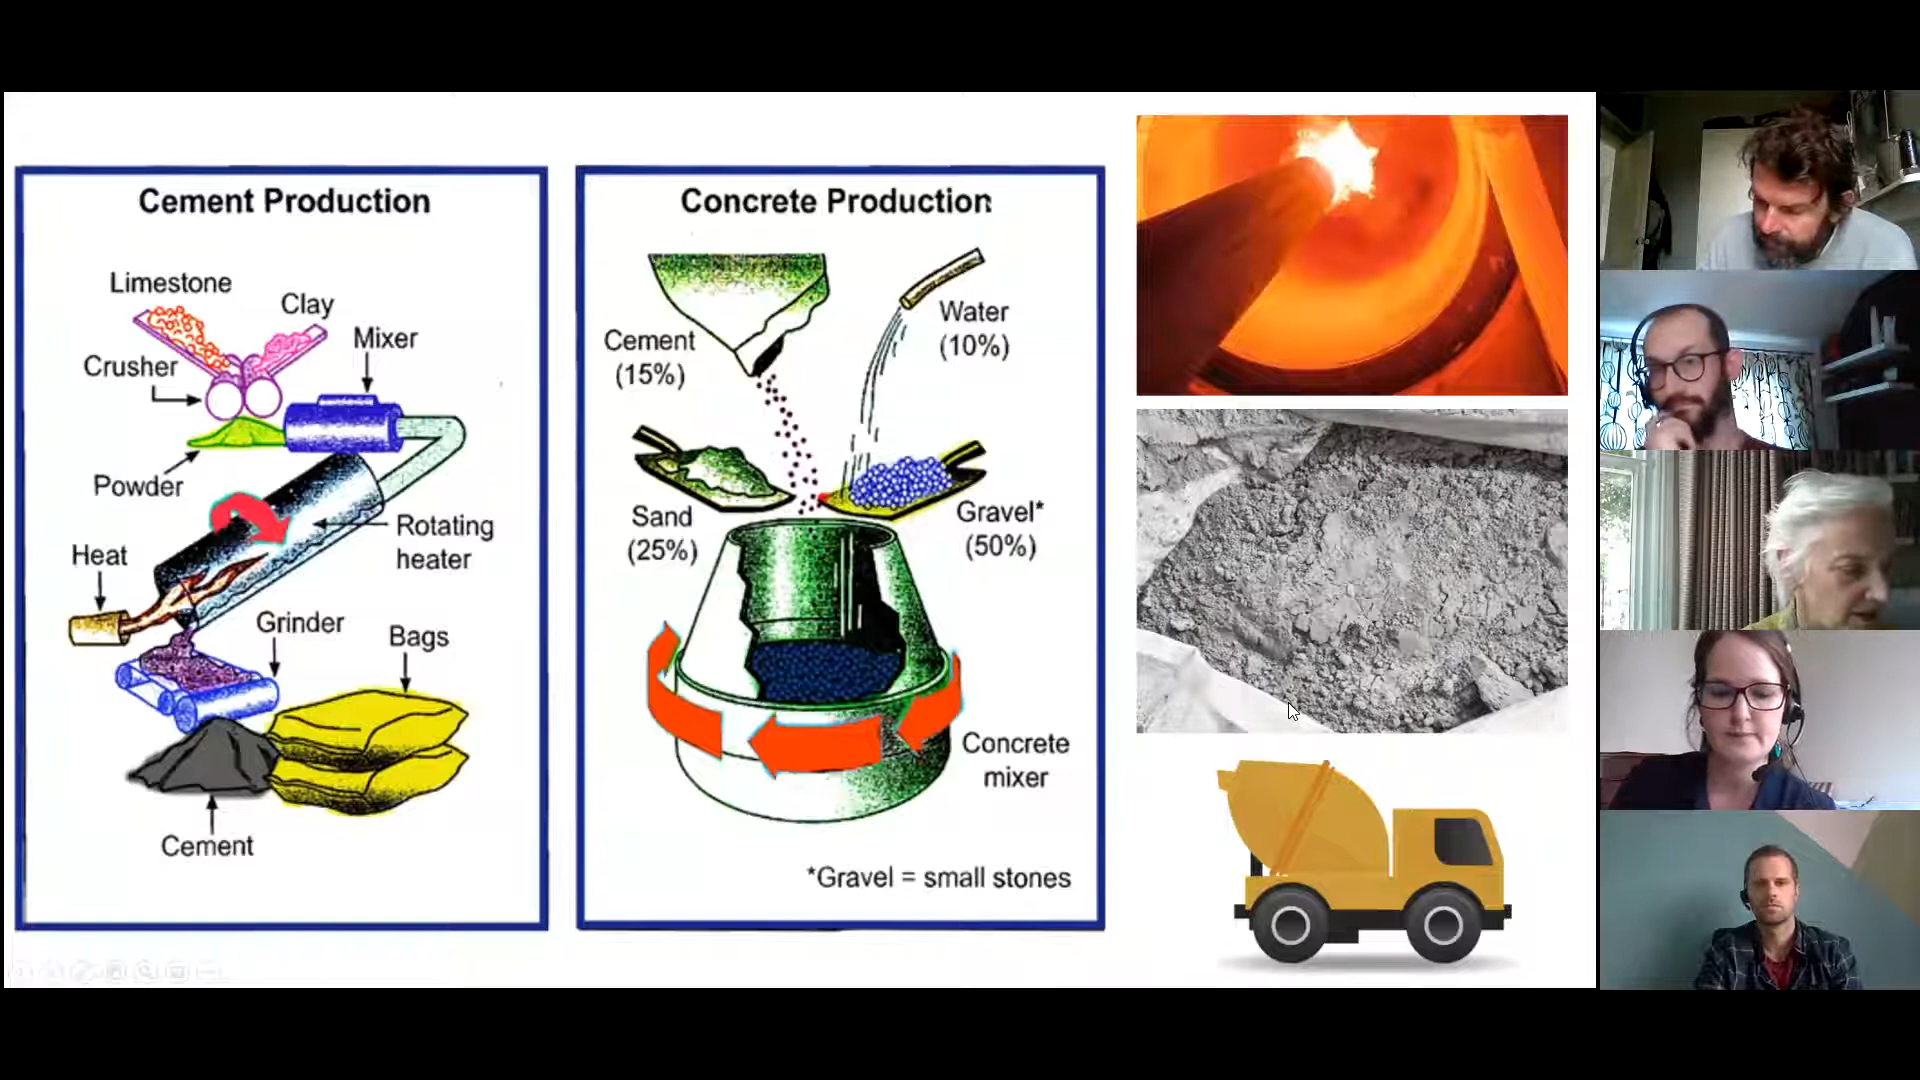 Cement Production
Limestone
Clay
Mixer
Crusher
Powder
Rotating
heater
Heat
Grinder
Bags
Cement
Concrete Production
Water
(10%)
Cement
(15%)
Sand
(25%)
Gravel*
(50%)
Concrete
mixer
*Gravel = small stones